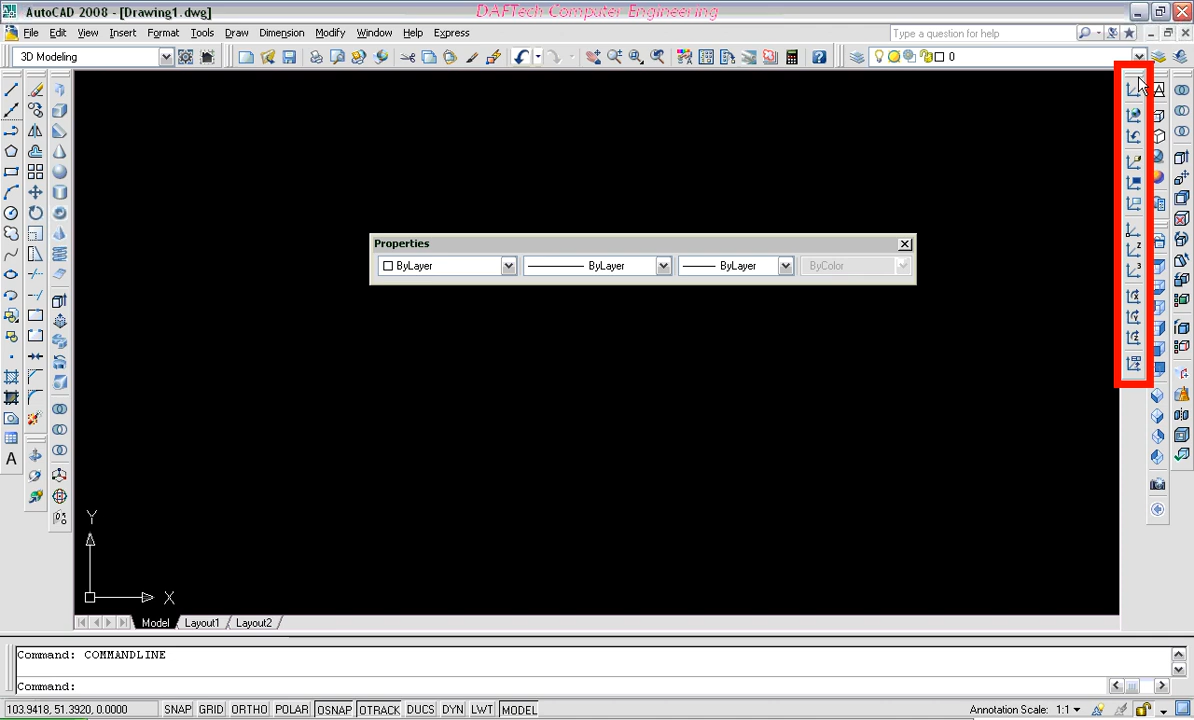 AutoCAD 2008 - [Drawing1.dwg]
DAFTech Computer Engineering
File Edit View Insert Format Tools Draw Dimension Modify Window Help Express
Type a question for help
3D Modeling
0
Properties
ByLayer ByLayer ByLayer ByColor
A
Y
X
Model Layout1 Layout2
Command: COMMANDLINE
Command:
103.9418, 51.3920, 0.0000 SNAP GRID ORTHO POLAR OSNAP OTRACK DUCS DYN LWT MODEL Annotation Scale: 1:1